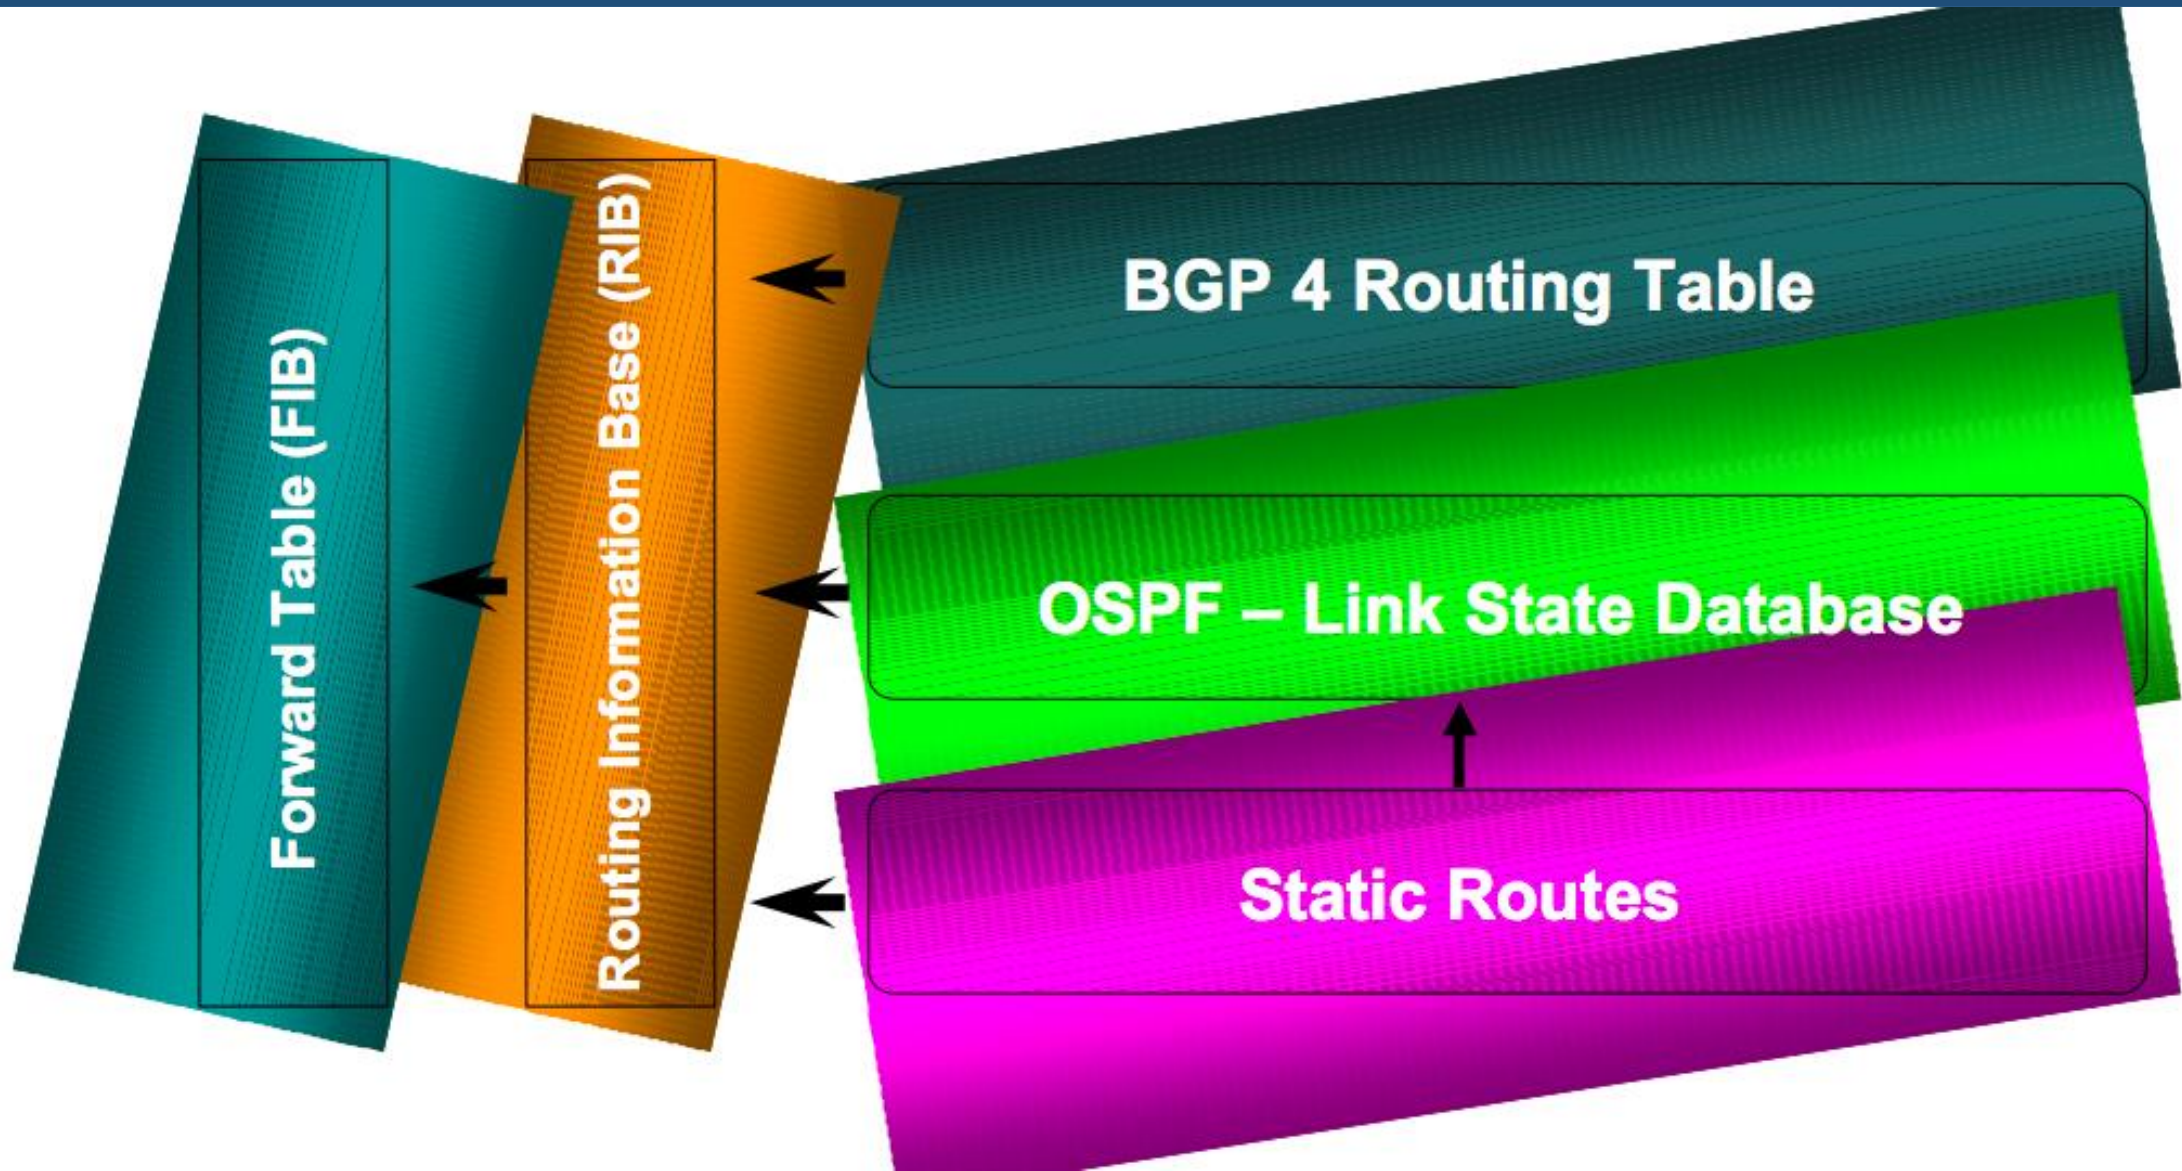 Forward Table (FIB)
Routing Information Base (RIB)
BGP 4 Routing Table
OSPF – Link State Database
Static Routes